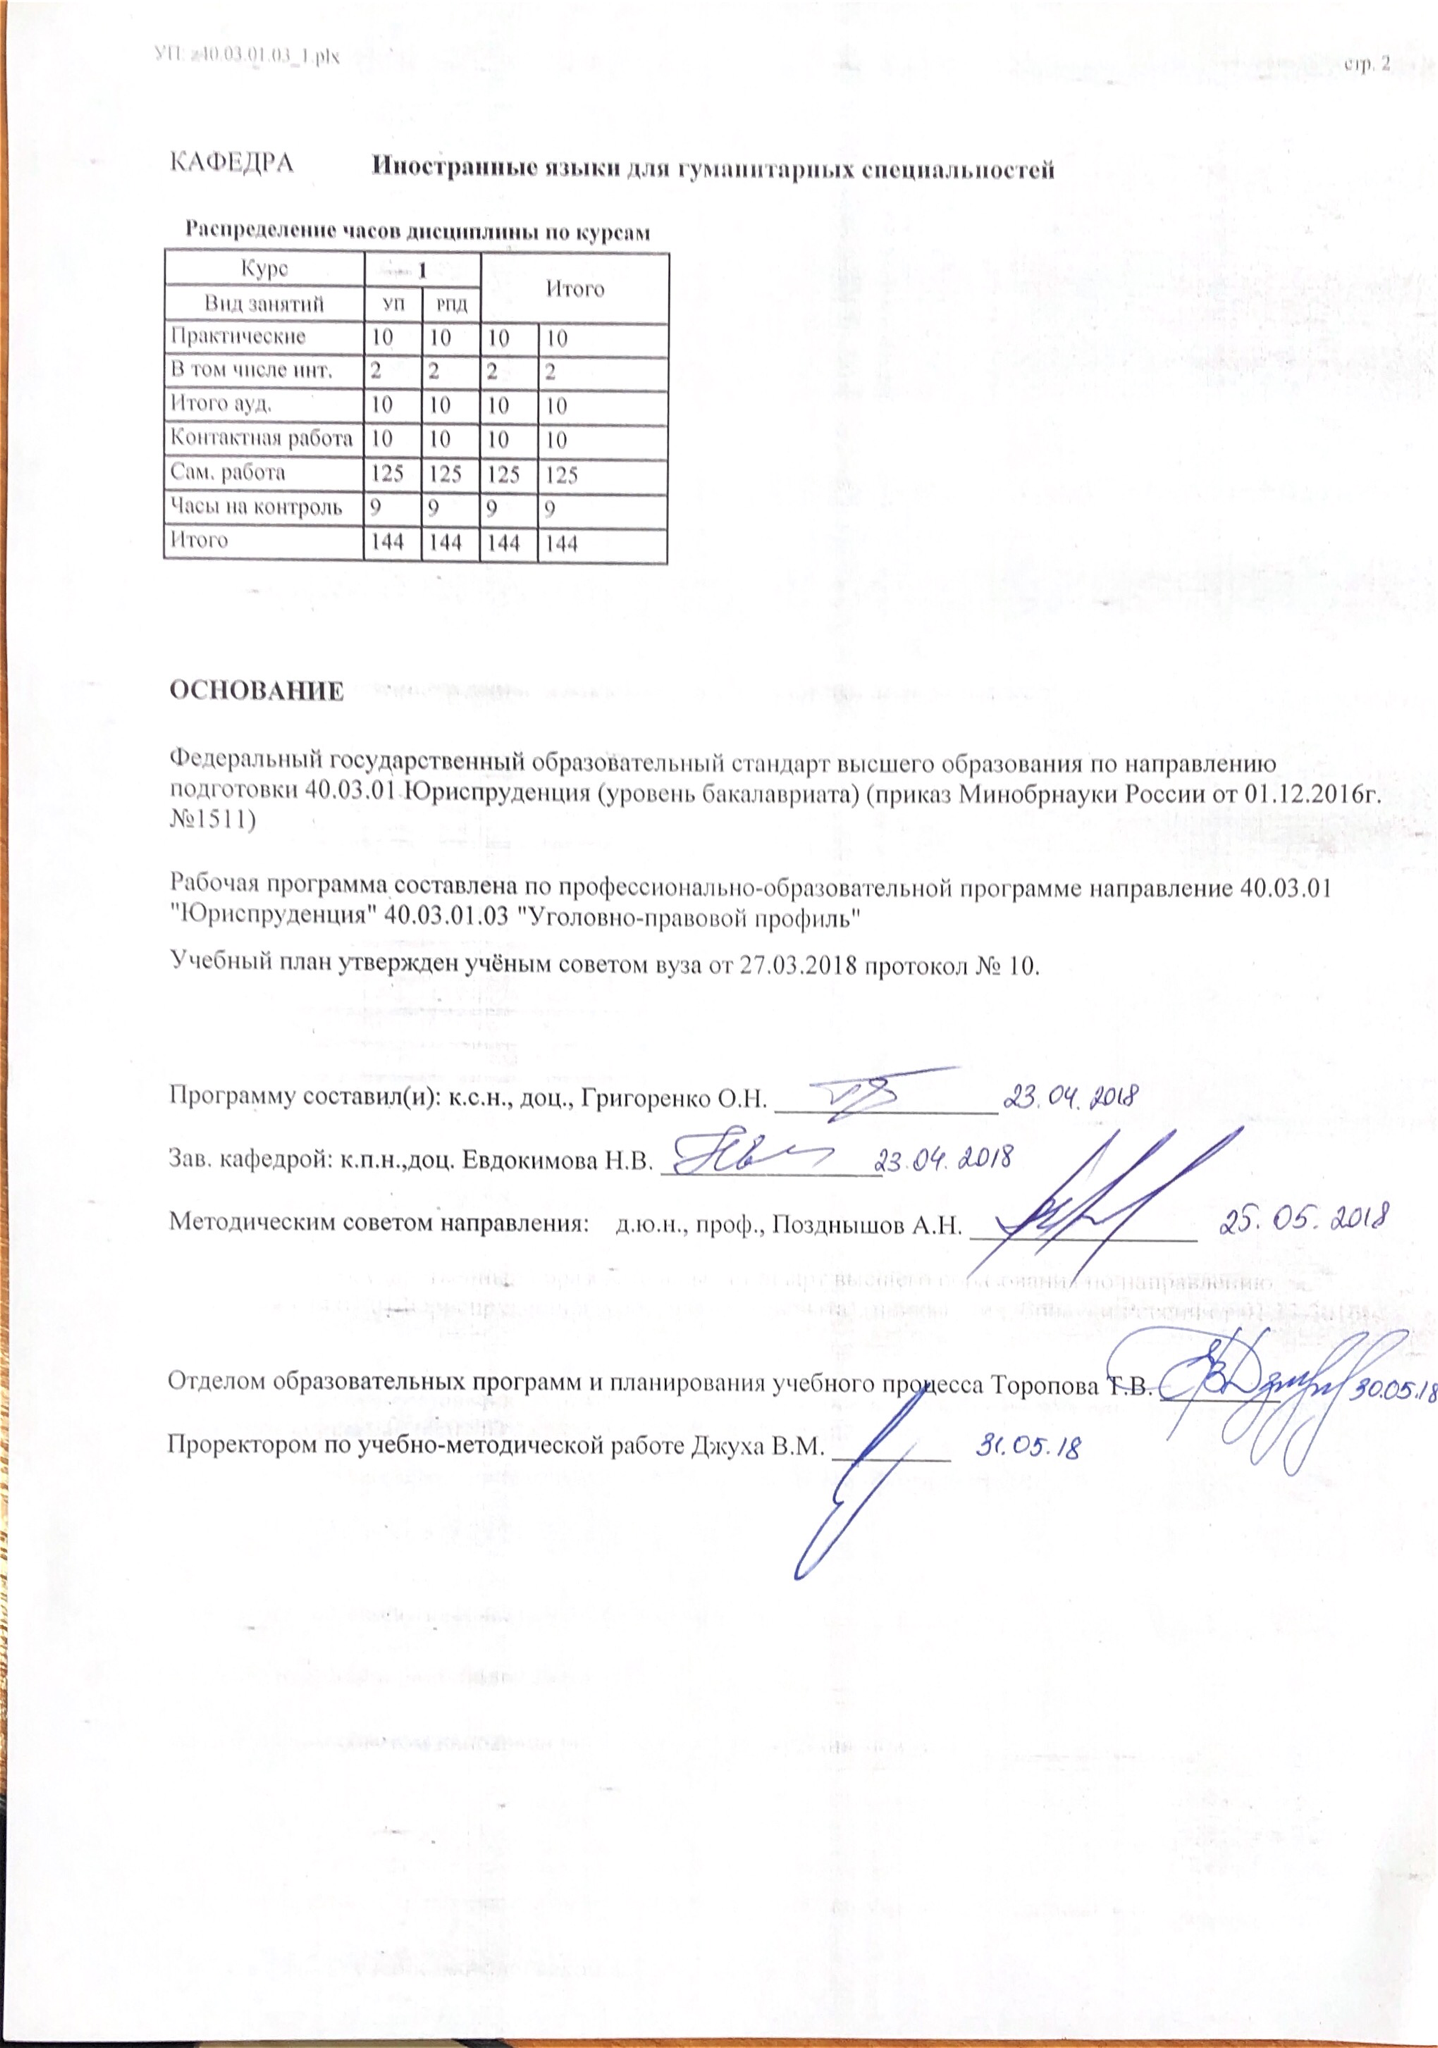 УП: z40.03.01.03_1.plx стр. 2
КАФЕДРА Иностранные языки для гуманитарных специальностей
Распределение часов дисциплины по курсам
Курс 1 Итого
Вид занятий УП РПД
Практические 10 10 10 10
В том числе инт. 2 2 2 2
Итого ауд. 10 10 10 10
Контактная работа 10 10 10 10
Сам. работа 125 125 125 125
Часы на контроль 9 9 9 9
Итого 144 144 144 144
ОСНОВАНИЕ
Федеральный государственный образовательный стандарт высшего образования по направлению
подготовки 40.03.01 Юриспруденция (уровень бакалавриата) (приказ Минобрнауки России от 01.12.2016г.
№1511)
Рабочая программа составлена по профессионально-образовательной программе направление 40.03.01
"Юриспруденция" 40.03.01.03 "Уголовно-правовой профиль"
Учебный план утвержден учёным советом вуза от 27.03.2018 протокол № 10.
Программу составил(и): к.с.н., доц., Григоренко О.Н. 23.04.2018
Зав. кафедрой: к.п.н.,доц. Евдокимова Н.В. 23.04.2018
Методическим советом направления: д.ю.н., проф., Позднышов А.Н. 25.05.2018
Отделом образовательных программ и планирования учебного процесса Торопова Т.В. 30.05.18
Проректором по учебно-методической работе Джуха В.М. 31.05.18